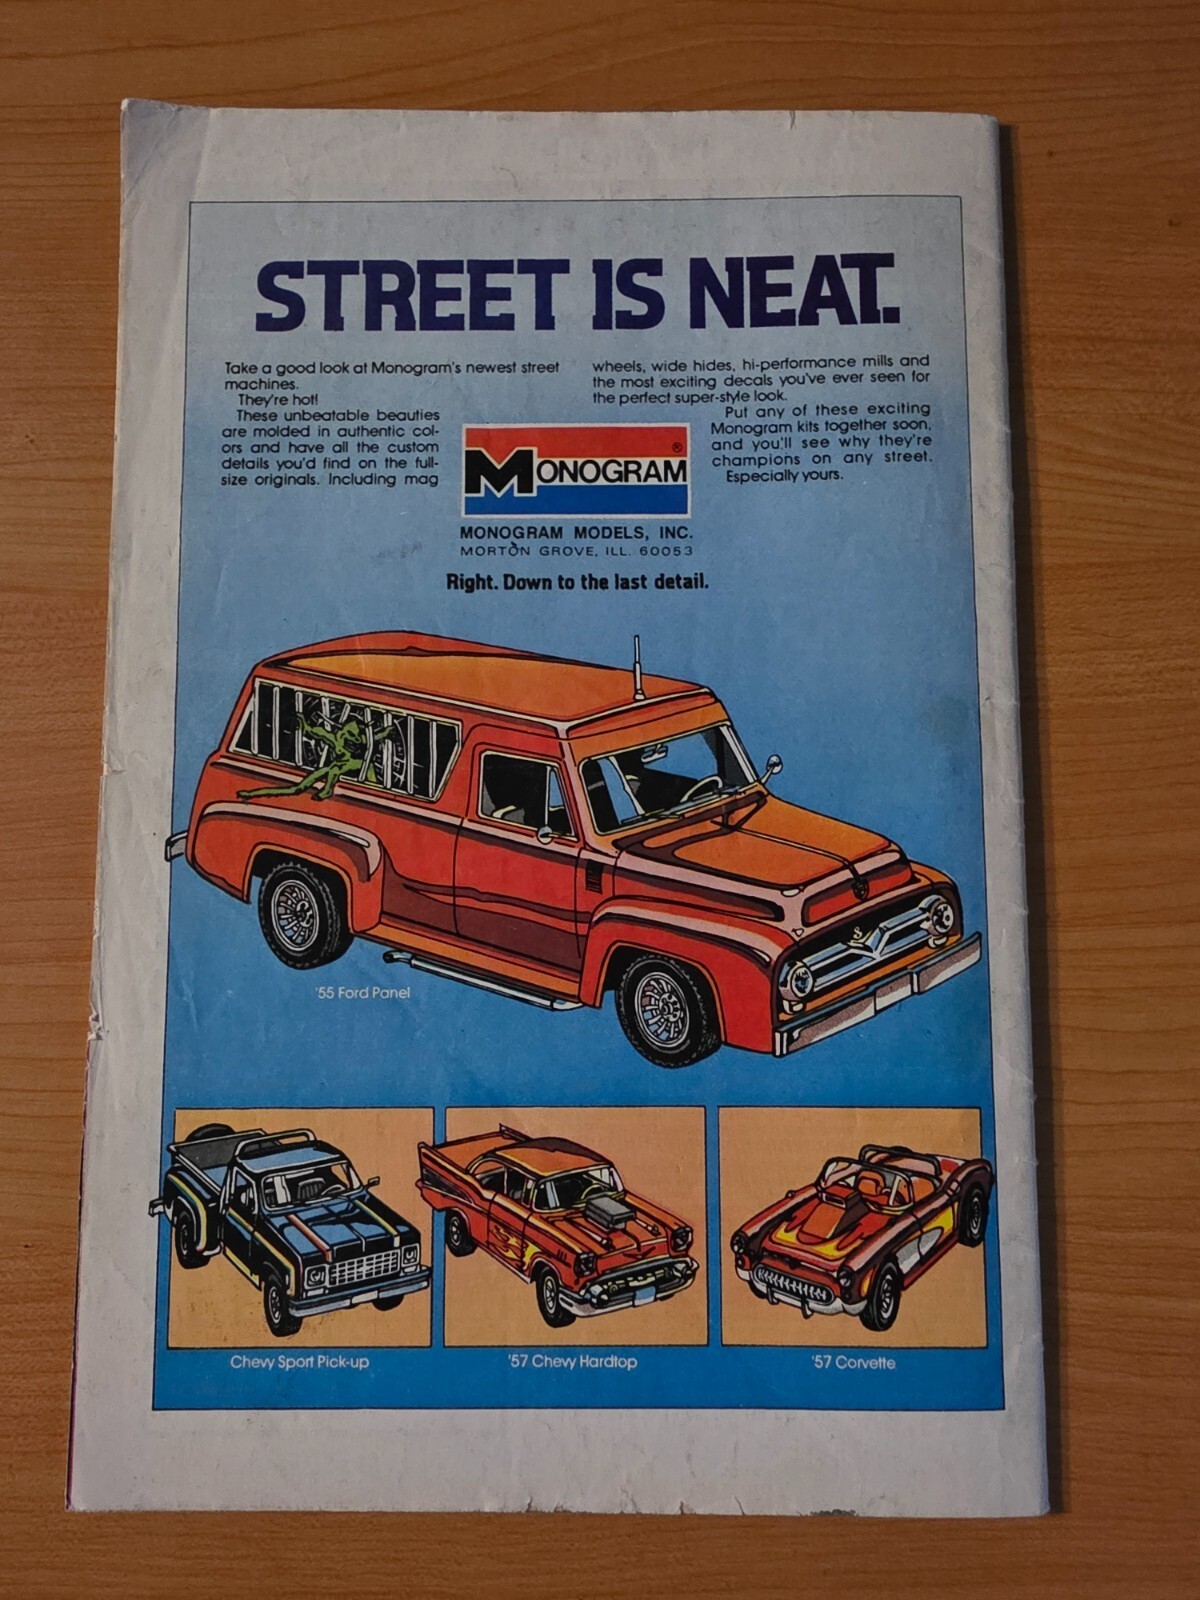 STREET IS NEAT.
Take a good look at Monogram's newest street
machines.
They're hot!
These unbeatable beauties
are molded in authentic col-
ors and have all the custom
details you'd find on the full-
size originals. Including mag
wheels, wide hides, hi-performance mills and
the most exciting decals you've ever seen for
the perfect super-style look.
Put any of these exciting
Monogram kits together soon,
and you'll see why they're
champions on any street.
Especially yours.
MONOGRAM®
MONOGRAM MODELS, INC.
MORTON GROVE, ILL. 60053
Right. Down to the last detail.
'55 Ford Panel
Chevy Sport Pick-up
'57 Chevy Hardtop
'57 Corvette